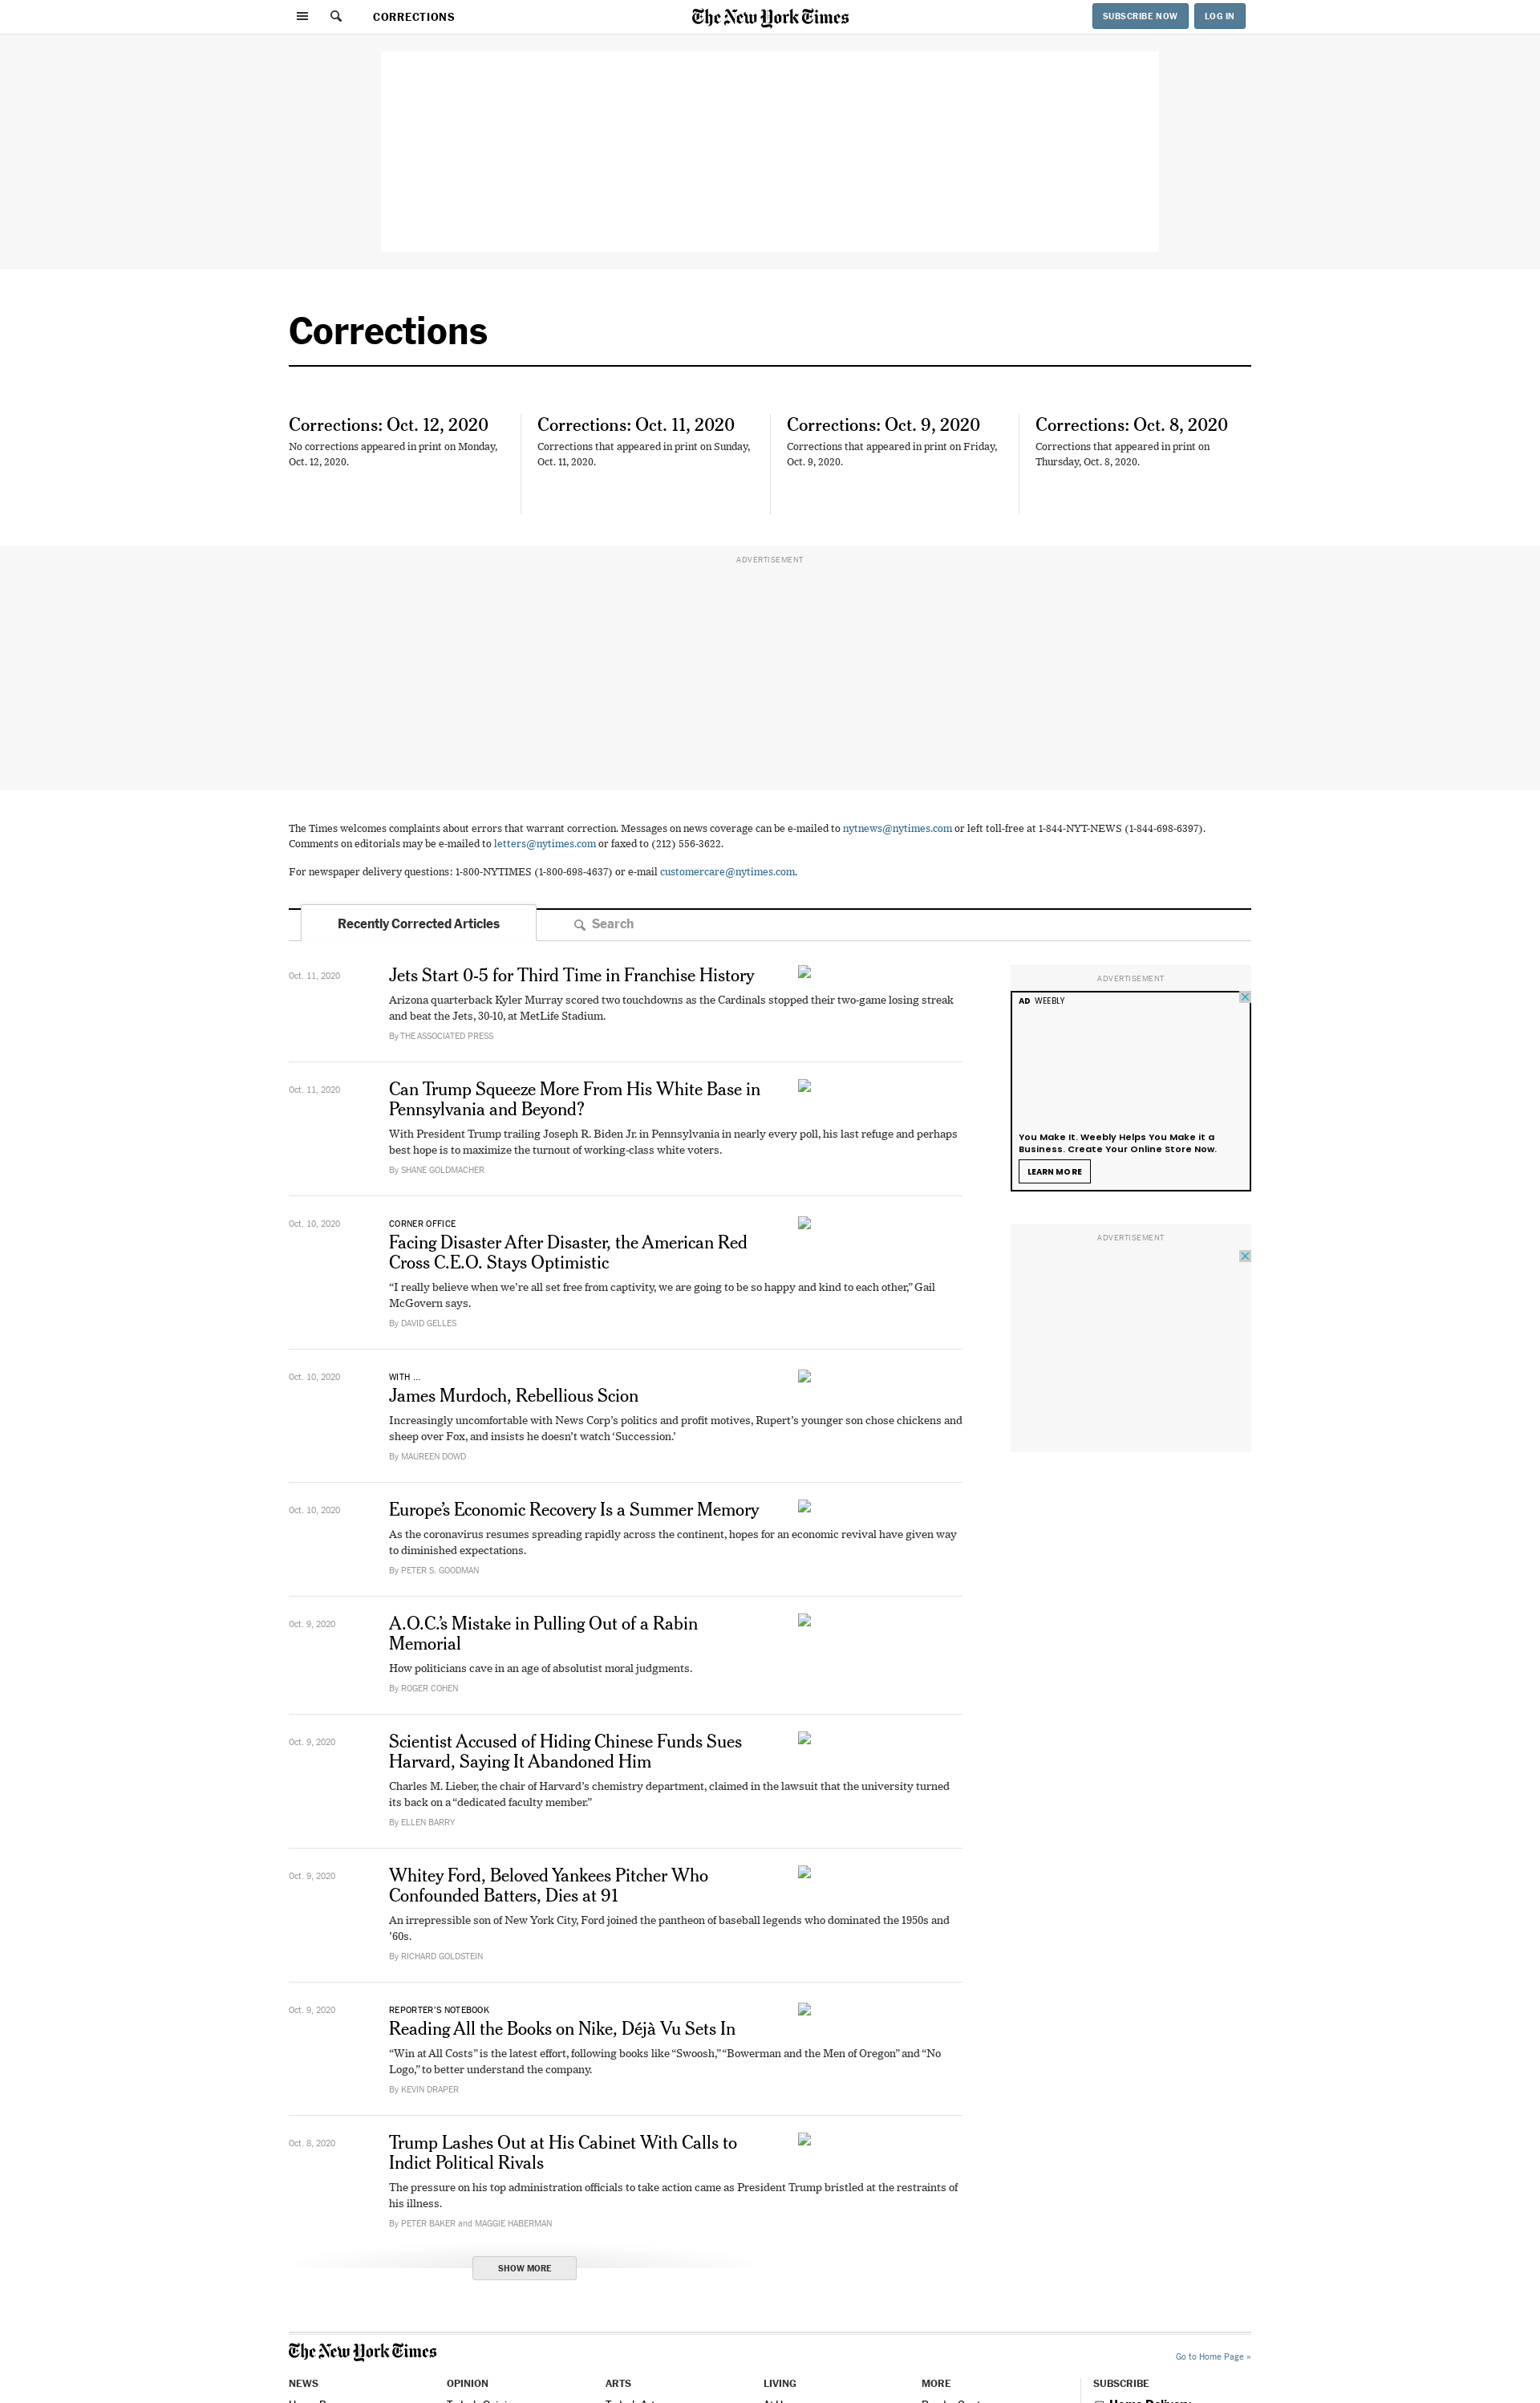 CORRECTIONS
The New York Times
SUBSCRIBE NOW
LOG IN
Corrections
Corrections: Oct. 12, 2020
No corrections appeared in print on Monday,
Oct. 12, 2020.
Corrections: Oct. 11, 2020
Corrections that appeared in print on Sunday,
Oct. 11, 2020.
Corrections: Oct. 9, 2020
Corrections that appeared in print on Friday,
Oct. 9, 2020.
Corrections: Oct. 8, 2020
Corrections that appeared in print on
Thursday, Oct. 8, 2020.
ADVERTISEMENT
The Times welcomes complaints about errors that warrant correction. Messages on news coverage can be e-mailed to nytnews@nytimes.com or left toll-free at 1-844-NYT-NEWS (1-844-698-6397).
Comments on editorials may be e-mailed to letters@nytimes.com or faxed to (212) 556-3622.
For newspaper delivery questions: 1-800-NYTIMES (1-800-698-4637) or e-mail customercare@nytimes.com.
Recently Corrected Articles
Search
Oct. 11, 2020
Jets Start 0-5 for Third Time in Franchise History
Arizona quarterback Kyler Murray scored two touchdowns as the Cardinals stopped their two-game losing streak
and beat the Jets, 30-10, at MetLife Stadium.
By THE ASSOCIATED PRESS
Oct. 11, 2020
Can Trump Squeeze More From His White Base in
Pennsylvania and Beyond?
With President Trump trailing Joseph R. Biden Jr. in Pennsylvania in nearly every poll, his last refuge and perhaps
best hope is to maximize the turnout of working-class white voters.
By SHANE GOLDMACHER
Oct. 10, 2020
CORNER OFFICE
Facing Disaster After Disaster, the American Red
Cross C.E.O. Stays Optimistic
“I really believe when we’re all set free from captivity, we are going to be so happy and kind to each other,” Gail
McGovern says.
By DAVID GELLES
Oct. 10, 2020
WITH ...
James Murdoch, Rebellious Scion
Increasingly uncomfortable with News Corp’s politics and profit motives, Rupert’s younger son chose chickens and
sheep over Fox, and insists he doesn’t watch ‘Succession.’
By MAUREEN DOWD
Oct. 10, 2020
Europe’s Economic Recovery Is a Summer Memory
As the coronavirus resumes spreading rapidly across the continent, hopes for an economic revival have given way
to diminished expectations.
By PETER S. GOODMAN
Oct. 9, 2020
A.O.C.’s Mistake in Pulling Out of a Rabin
Memorial
How politicians cave in an age of absolutist moral judgments.
By ROGER COHEN
Oct. 9, 2020
Scientist Accused of Hiding Chinese Funds Sues
Harvard, Saying It Abandoned Him
Charles M. Lieber, the chair of Harvard’s chemistry department, claimed in the lawsuit that the university turned
its back on a “dedicated faculty member.”
By ELLEN BARRY
Oct. 9, 2020
Whitey Ford, Beloved Yankees Pitcher Who
Confounded Batters, Dies at 91
An irrepressible son of New York City, Ford joined the pantheon of baseball legends who dominated the 1950s and
’60s.
By RICHARD GOLDSTEIN
Oct. 9, 2020
REPORTER’S NOTEBOOK
Reading All the Books on Nike, Déjà Vu Sets In
“Win at All Costs” is the latest effort, following books like “Swoosh,” “Bowerman and the Men of Oregon” and “No
Logo,” to better understand the company.
By KEVIN DRAPER
Oct. 8, 2020
Trump Lashes Out at His Cabinet With Calls to
Indict Political Rivals
The pressure on his top administration officials to take action came as President Trump bristled at the restraints of
his illness.
By PETER BAKER and MAGGIE HABERMAN
SHOW MORE
ADVERTISEMENT
AD WEEBLY
You Make It. Weebly Helps You Make it a
Business. Create Your Online Store Now.
LEARN MORE
ADVERTISEMENT
The New York Times
Go to Home Page »
NEWS
OPINION
ARTS
LIVING
MORE
SUBSCRIBE